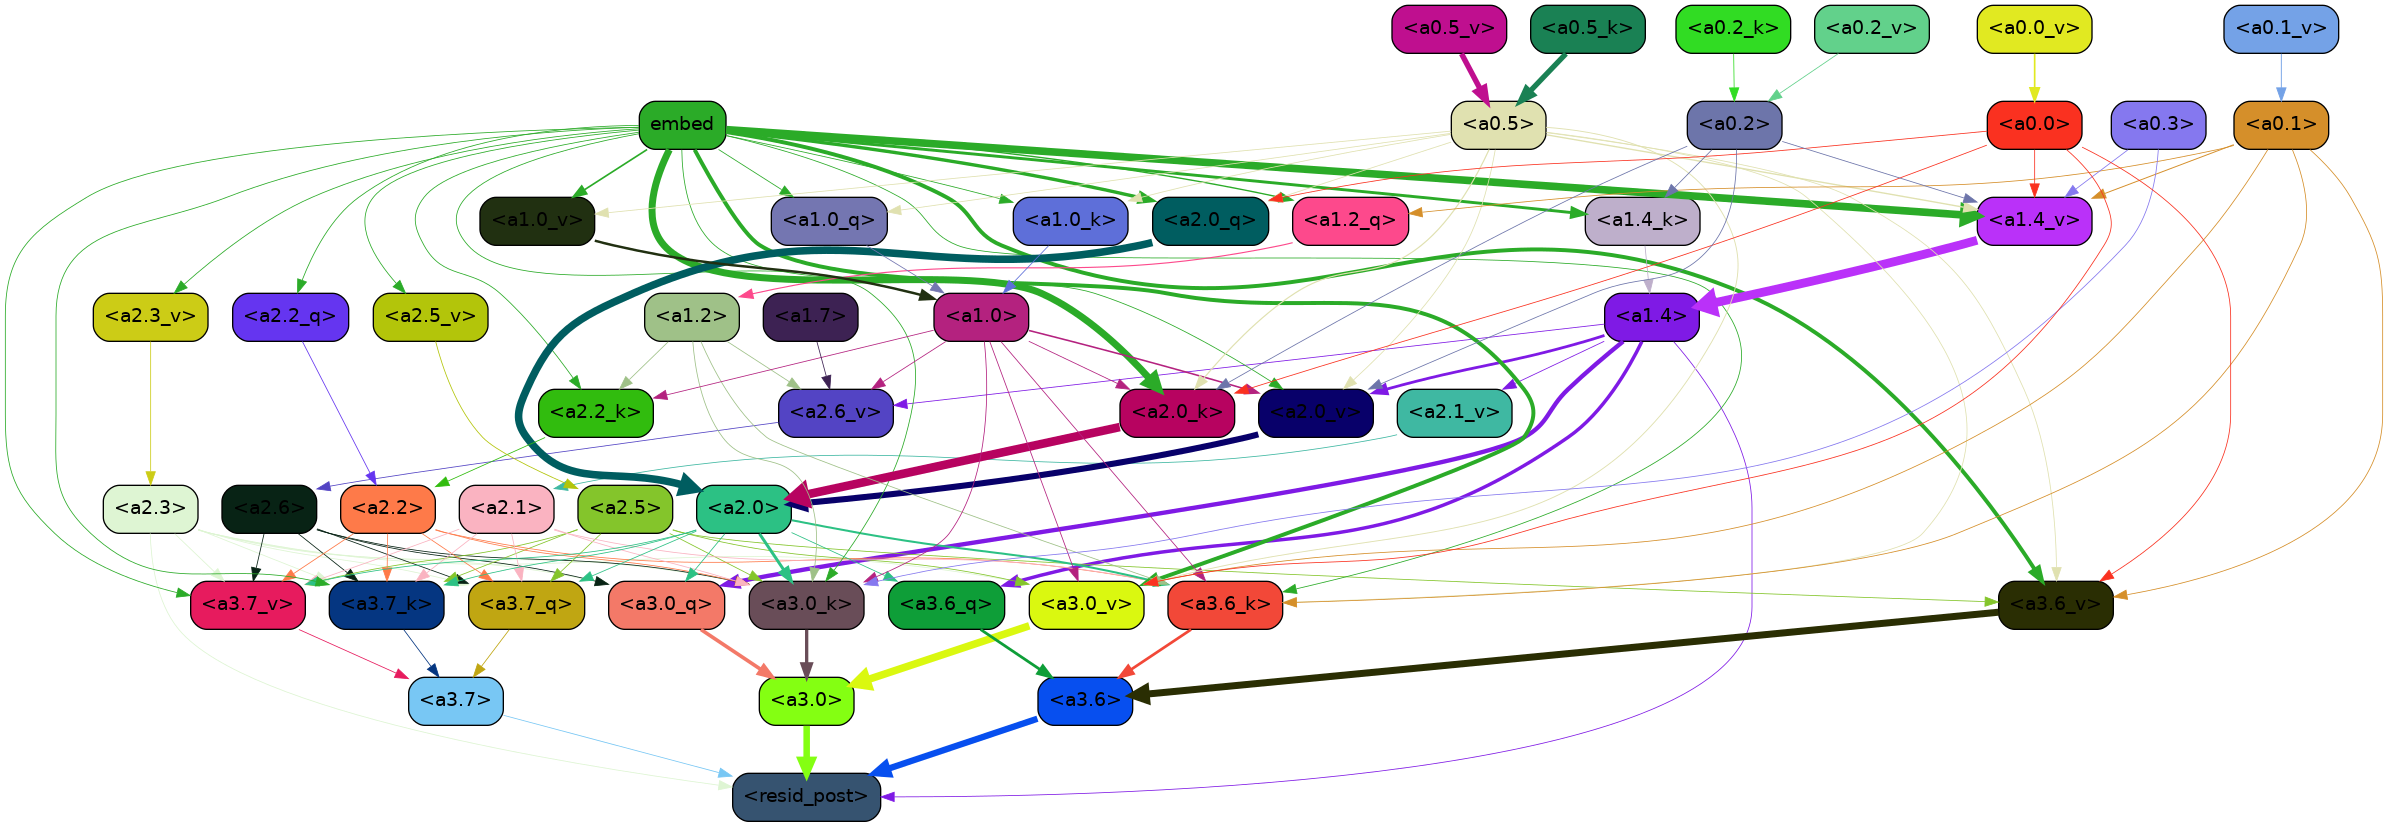 <a0.5_v> <a0.5_k> <a0.2_k> <a0.2_v> <a0.0_v> <a0.1_v>
embed <a0.5> <a0.2> <a0.0> <a0.3> <a0.1>
<a1.0_v> <a1.0_q> <a1.0_k> <a2.0_q> <a1.2_q> <a1.4_k> <a1.4_v>
<a2.3_v> <a2.2_q> <a2.5_v> <a1.2> <a1.7> <a1.0> <a1.4>
<a2.2_k> <a2.6_v> <a2.0_k> <a2.0_v> <a2.1_v>
<a2.3> <a2.6> <a2.2> <a2.1> <a2.5> <a2.0>
<a3.7_v> <a3.7_k> <a3.7_q> <a3.0_q> <a3.0_k> <a3.6_q> <a3.0_v> <a3.6_k> <a3.6_v>
<a3.7> <a3.0> <a3.6>
<resid_post>